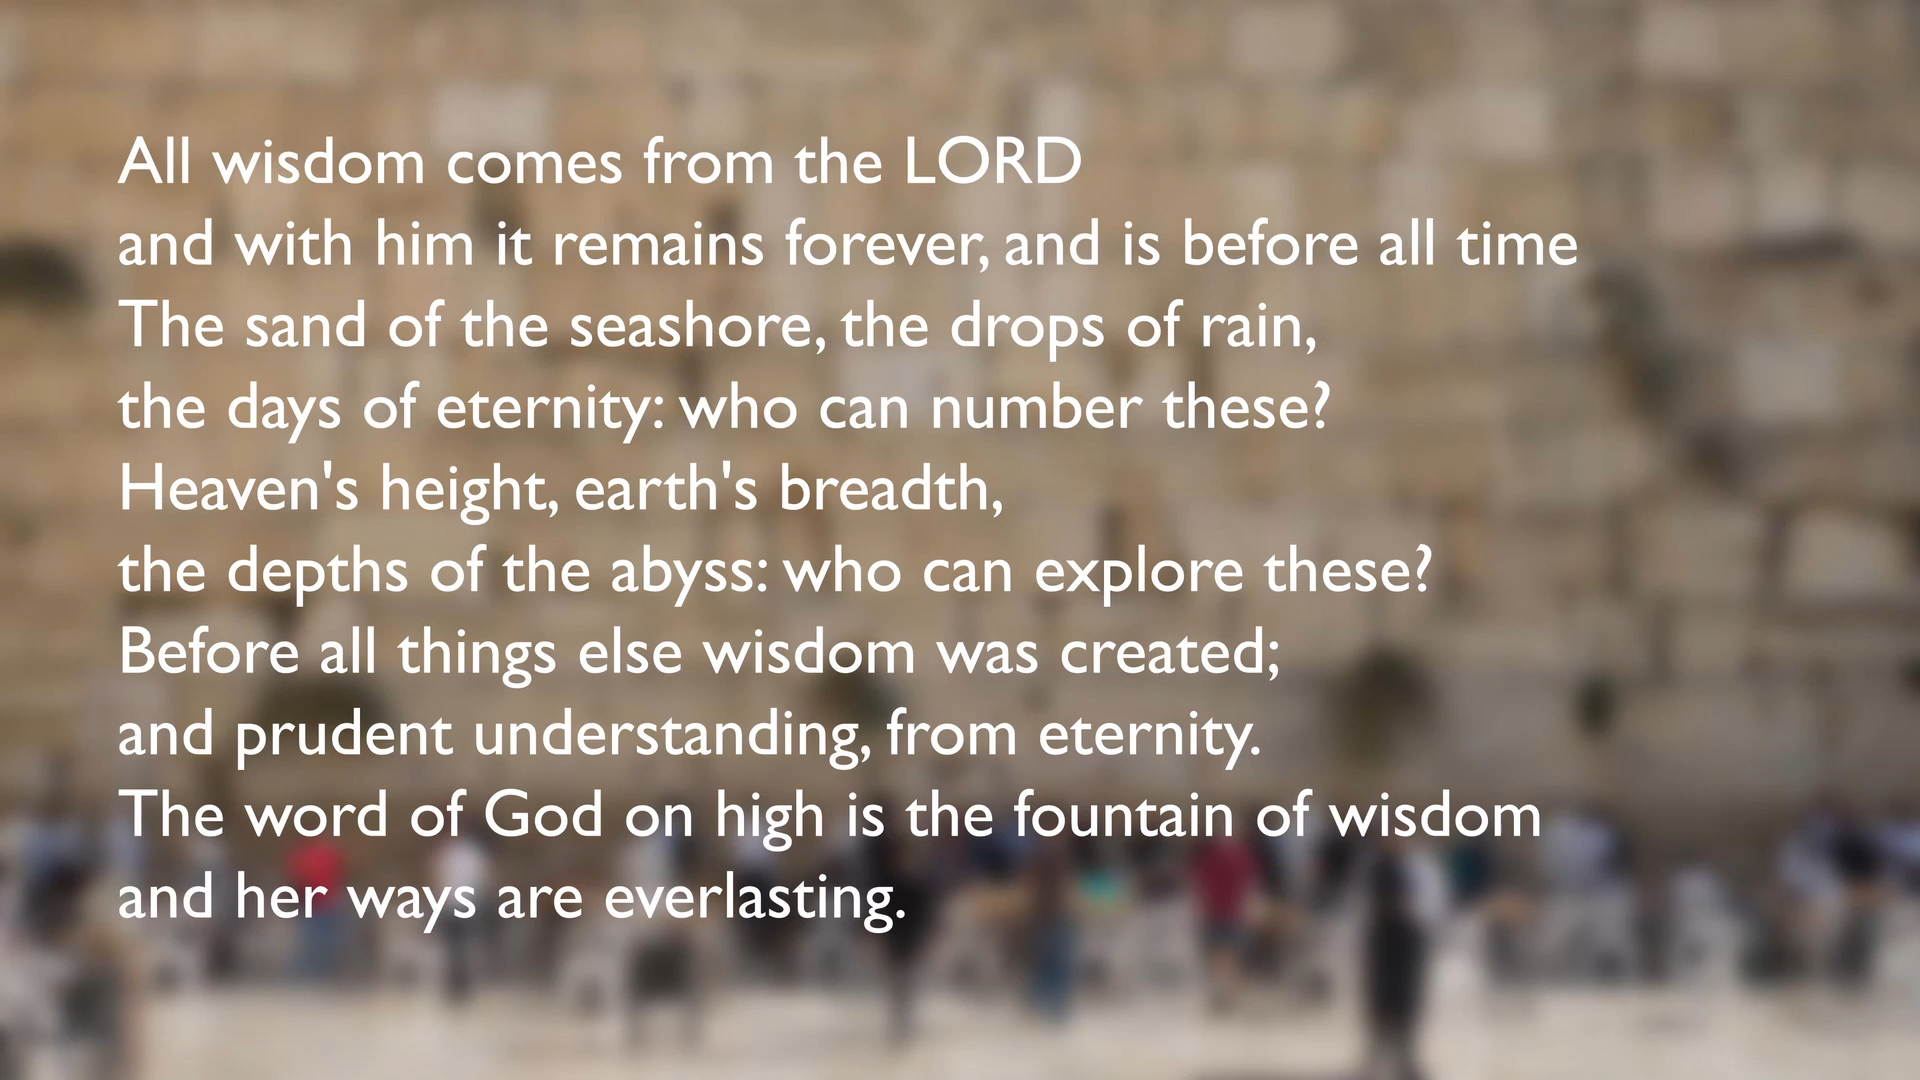 All wisdom comes from the LORD
and with him it remains forever, and is before all time
The sand of the seashore, the drops of rain,
the days of eternity: who can number these?
Heaven's height, earth's breadth,
the depths of the abyss: who can explore these?
Before all things else wisdom was created;
and prudent understanding, from eternity.
The word of God on high is the fountain of wisdom
and her ways are everlasting.